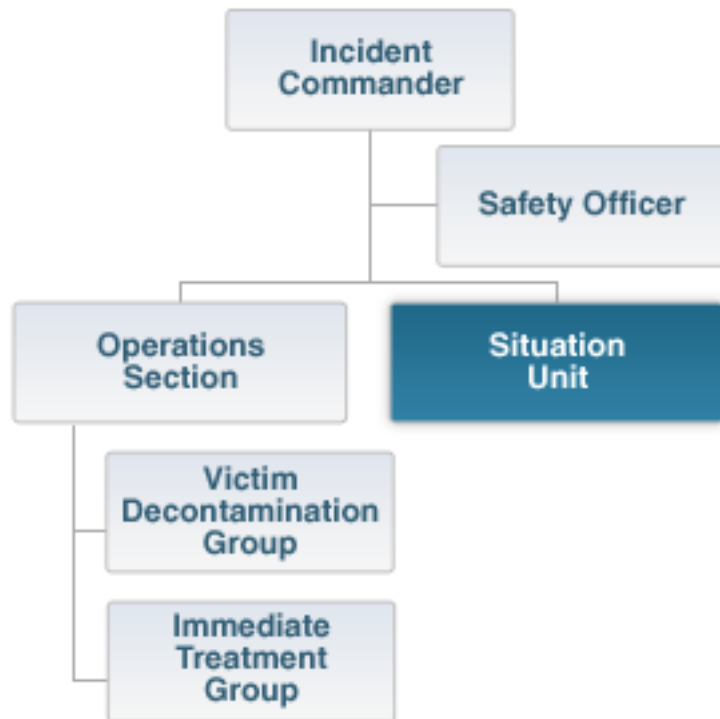 Incident
Commander
Safety Officer
Operations
Section
Situation
Unit
Victim
Decontamination
Group
Immediate
Treatment
Group